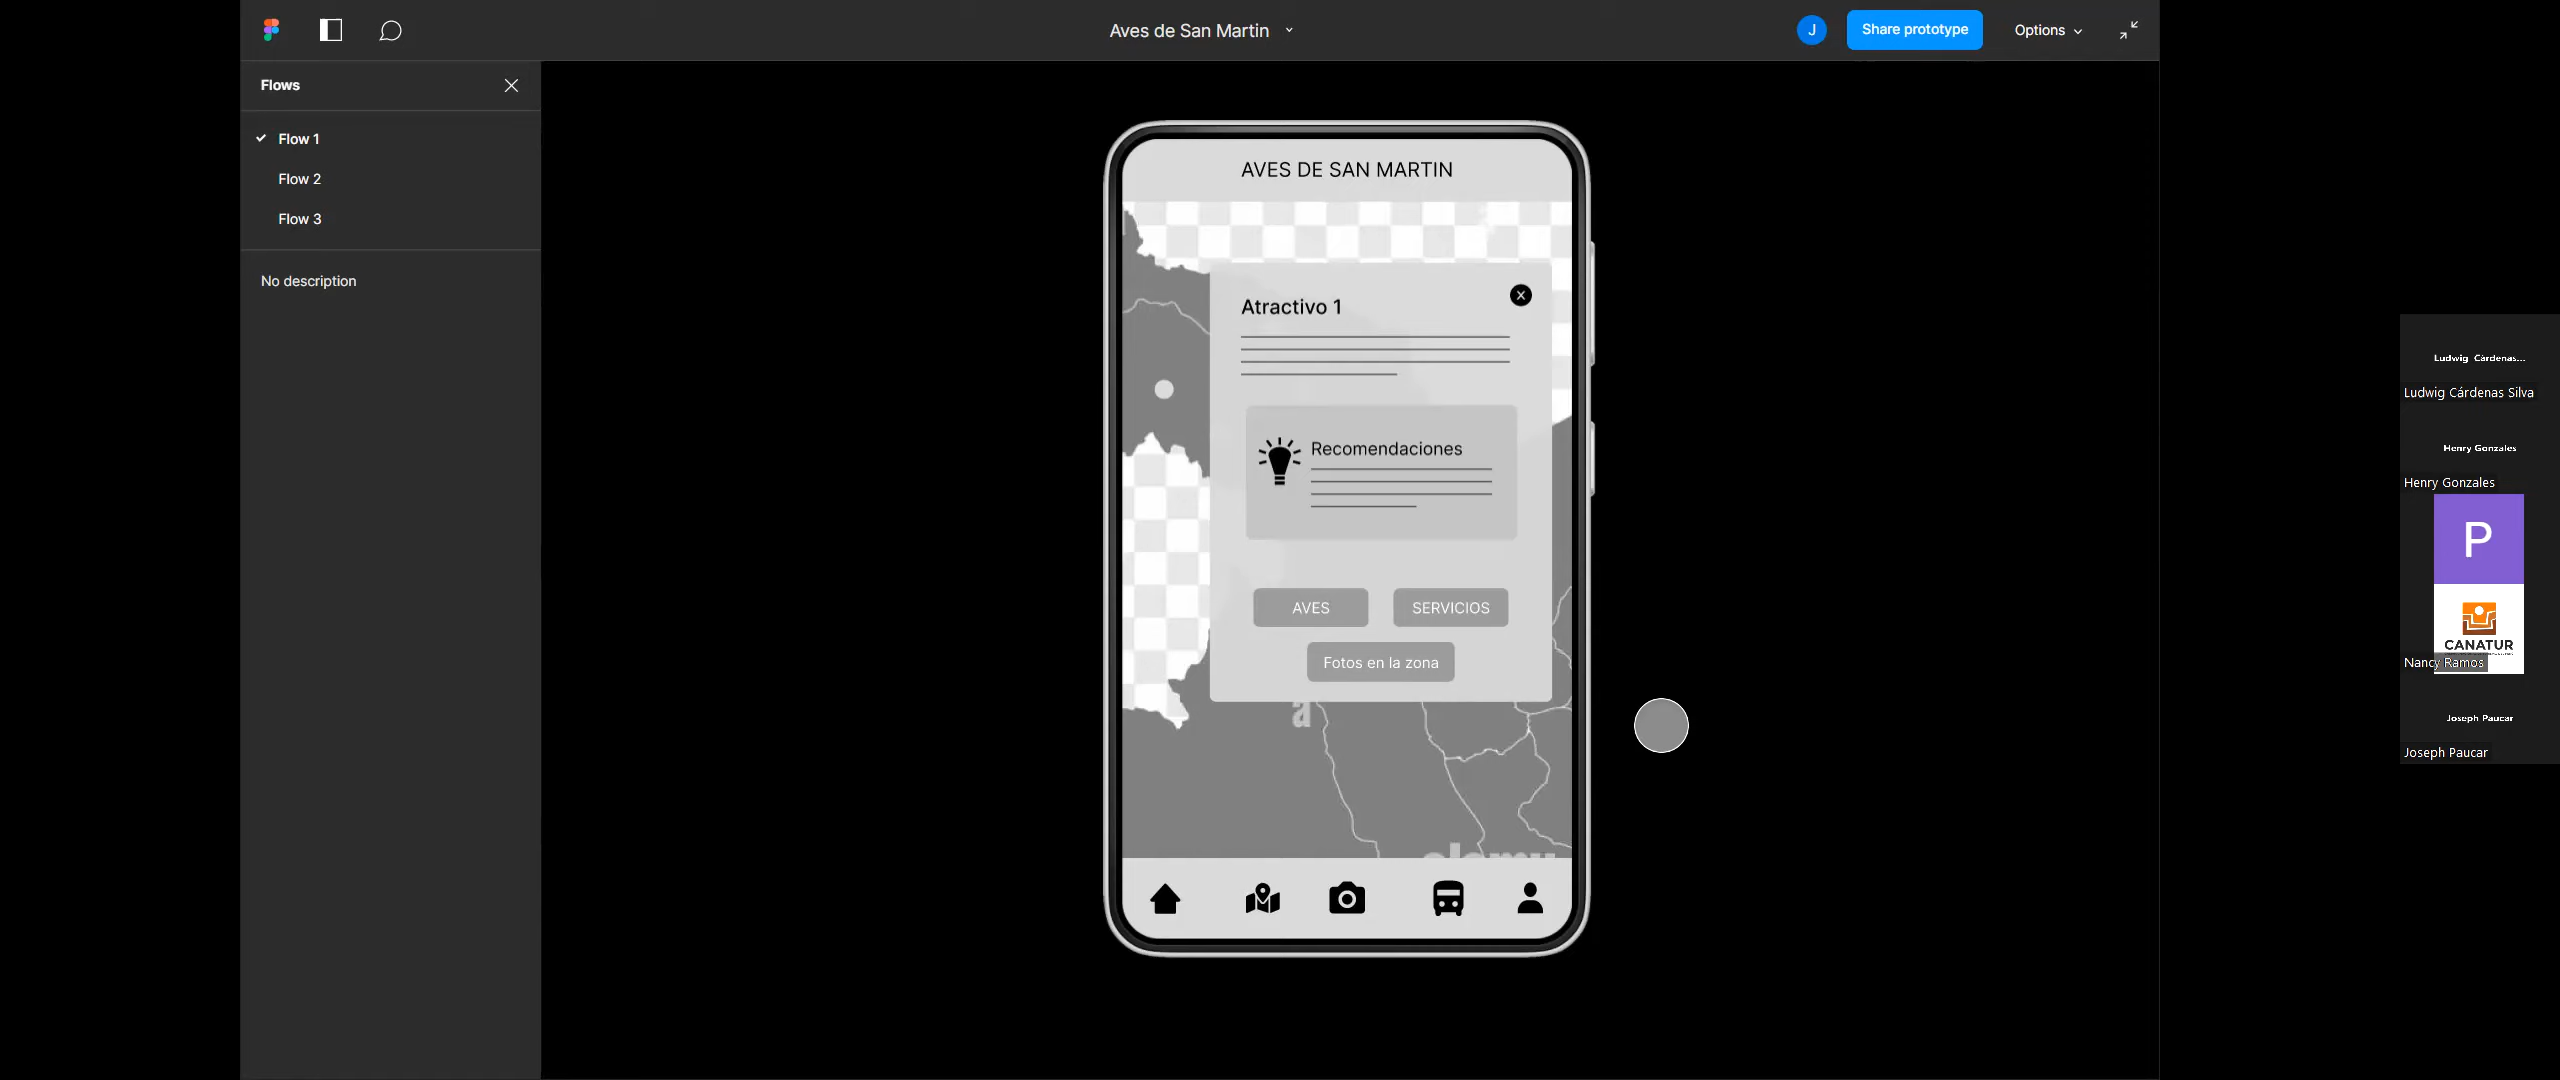 Aves de San Martin
J
Share prototype
Options
Flows
Flow 1
Flow 2
Flow 3
No description
AVES DE SAN MARTIN
Atractivo 1
X
Recomendaciones
AVES
SERVICIOS
Fotos en la zona
a
alamy
Ludwig Cárdenas...
Ludwig Cárdenas Silva
Henry Gonzales
Henry Gonzales
P
CANATUR
Nancy Ramos
Joseph Paucar
Joseph Paucar